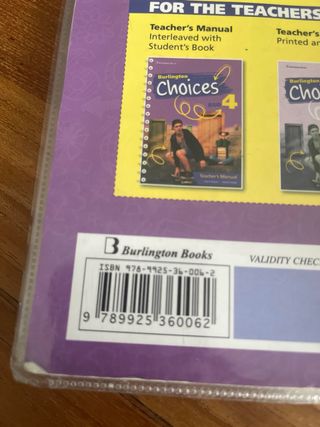 FOR THE TEACHERS
Teacher's Manual
Interleaved with
Student's Book
Teacher's
Printed an
Burlington
Choices
4
Teacher's Manual
Burlington
Choi
Burlington Books
VALIDITY CHEC
ISBN 978-9925-36-006-2
9 789925 360062